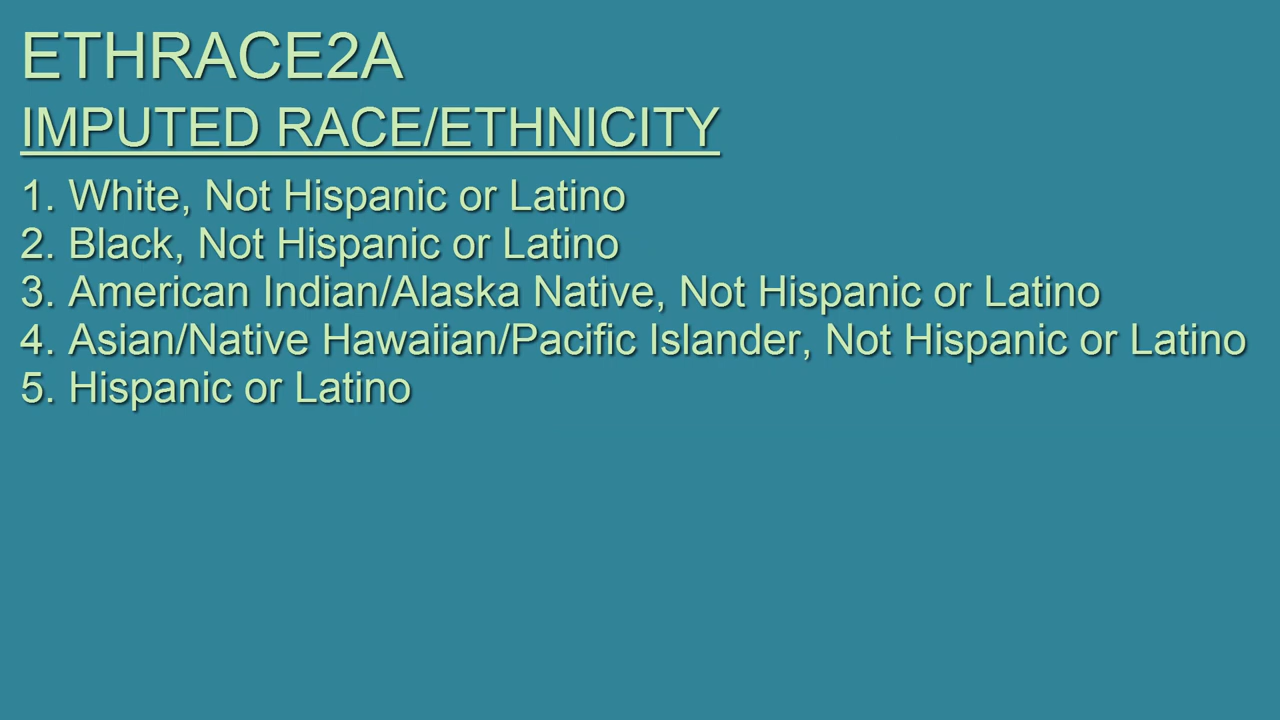 ETHRACE2A
IMPUTED RACE/ETHNICITY
1. White, Not Hispanic or Latino
2. Black, Not Hispanic or Latino
3. American Indian/Alaska Native, Not Hispanic or Latino
4. Asian/Native Hawaiian/Pacific Islander, Not Hispanic or Latino
5. Hispanic or Latino